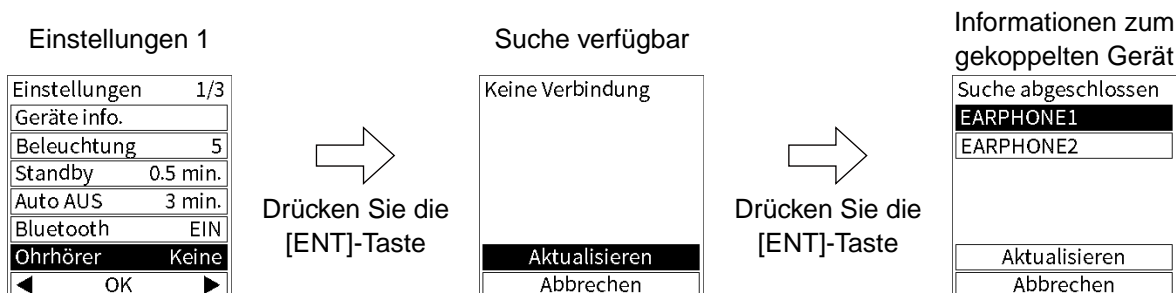 Einstellungen 1
Einstellungen 1/3
Geräte info.
Beleuchtung 5
Standby 0.5 min.
Auto AUS 3 min.
Bluetooth EIN
Ohrhörer Keine
◀ OK ▶
Drücken Sie die
[ENT]-Taste
Suche verfügbar
Keine Verbindung
Aktualisieren
Abbrechen
Drücken Sie die
[ENT]-Taste
Informationen zum
gekoppelten Gerät
Suche abgeschlossen
EARPHONE1
EARPHONE2
Aktualisieren
Abbrechen